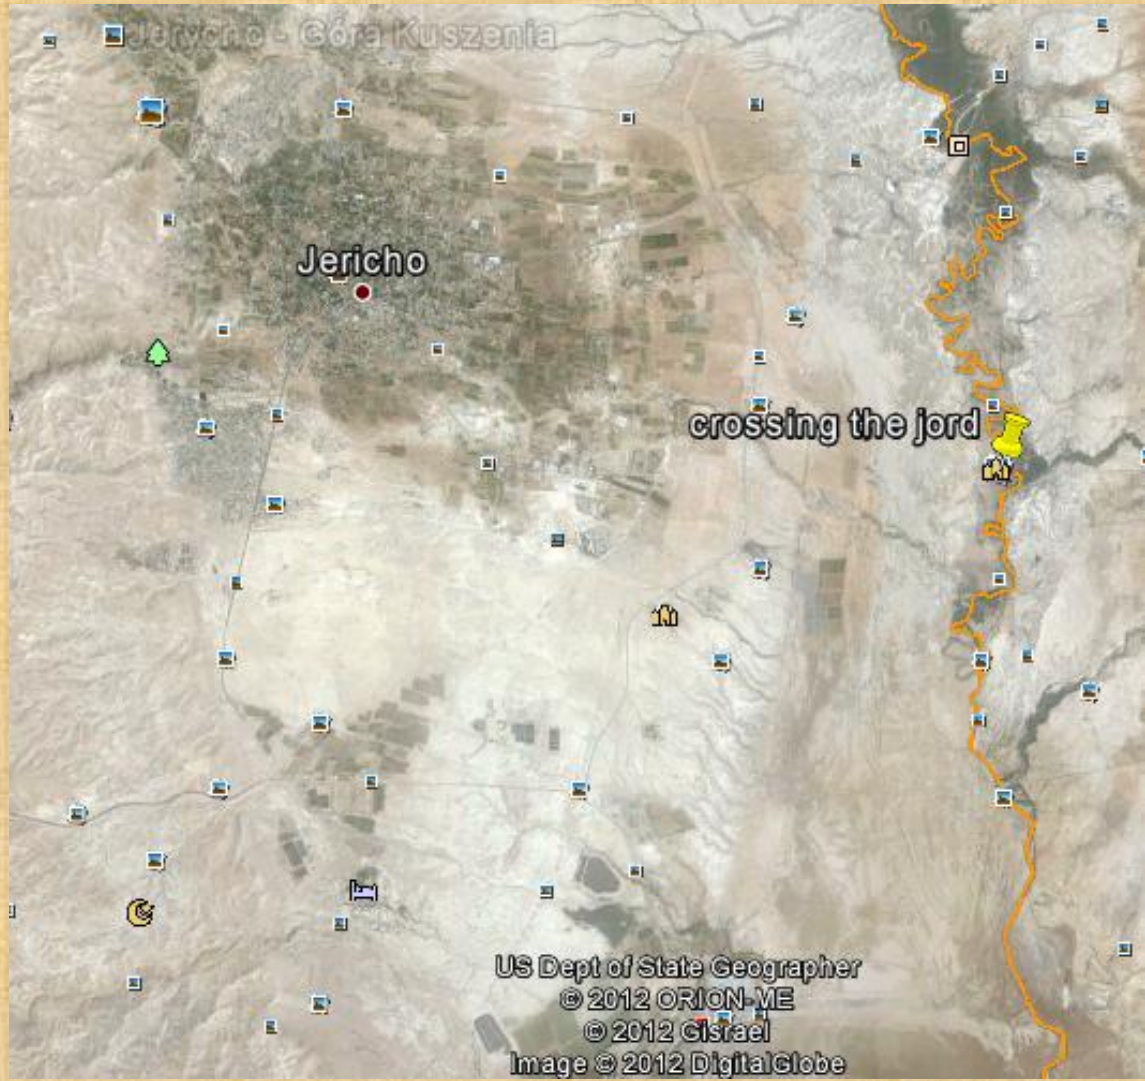 Jerycho - Góra Kuszenia
Jericho
crossing the jord
US Dept of State Geographer
© 2012 ORION-ME
© 2012 GIsrael
Image © 2012 DigitalGlobe